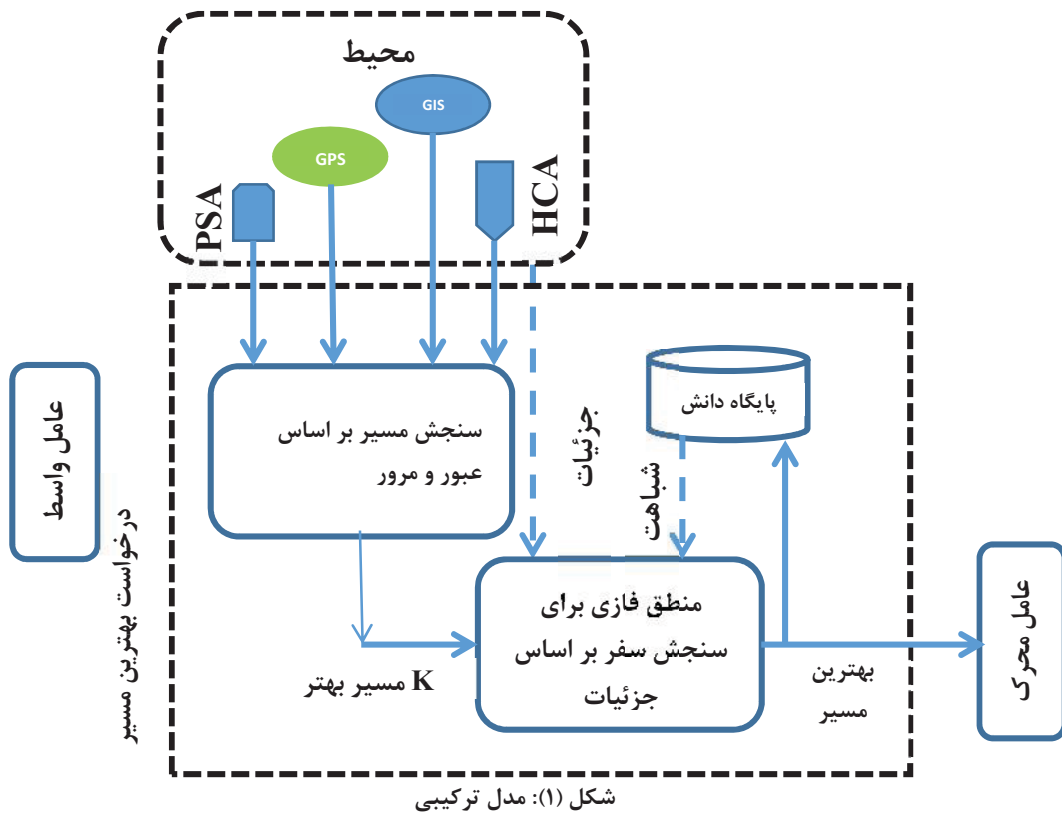 محیط
GIS
GPS
PSA
HCA
عامل واسط
درخواست بهترین مسیر
سنجش مسیر بر اساس
عبور و مرور
جزئیات
شباهت
پایگاه دانش
K مسیر بهتر
منطق فازی برای
سنجش سفر بر اساس
جزئیات
بهترین
مسیر
عامل محرک
شکل (۱): مدل ترکیبی